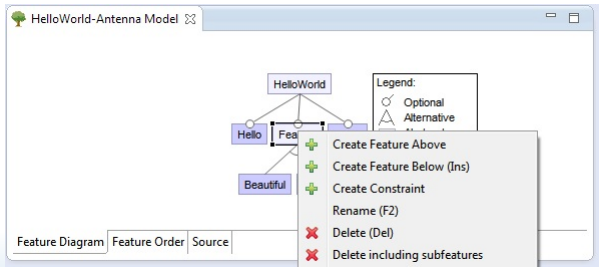 HelloWorld-Antenna Model
HelloWorld
Legend:
Optional
Alternative
Hello
Create Feature Above
Create Feature Below (Ins)
Beautiful
Create Constraint
Rename (F2)
Feature Diagram Feature Order Source
Delete (Del)
Delete including subfeatures